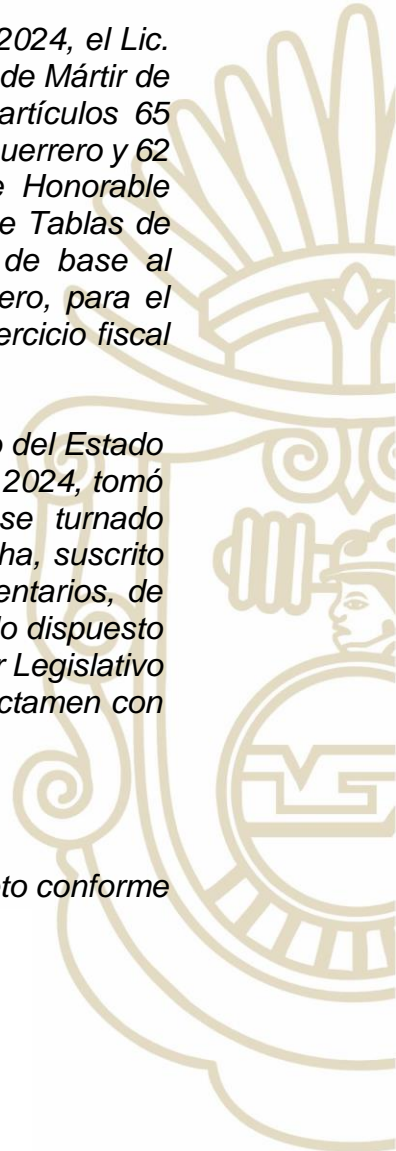 2024, el Lic.
de Mártir de
artículos 65
uerrero y 62
e Honorable
e Tablas de
de base al
ero, para el
ercicio fiscal
o del Estado
2024, tomó
se turnado
ha, suscrito
entarios, de
lo dispuesto
r Legislativo
ctamen con
to conforme